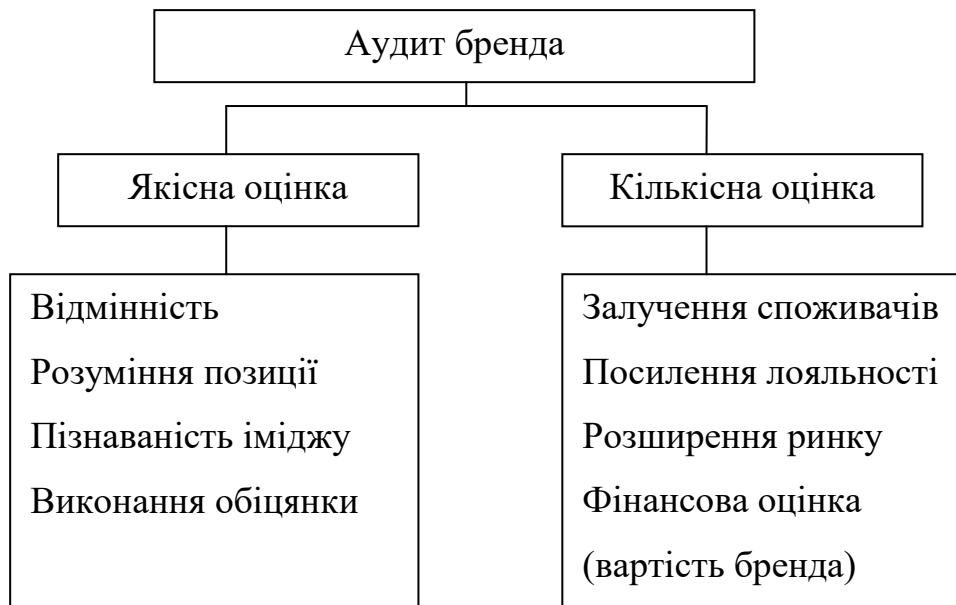 Аудит бренда
Якісна оцінка
Кількісна оцінка
Відмінність
Розуміння позиції
Пізнаваність іміджу
Виконання обіцянки
Залучення споживачів
Посилення лояльності
Розширення ринку
Фінансова оцінка
(вартість бренда)